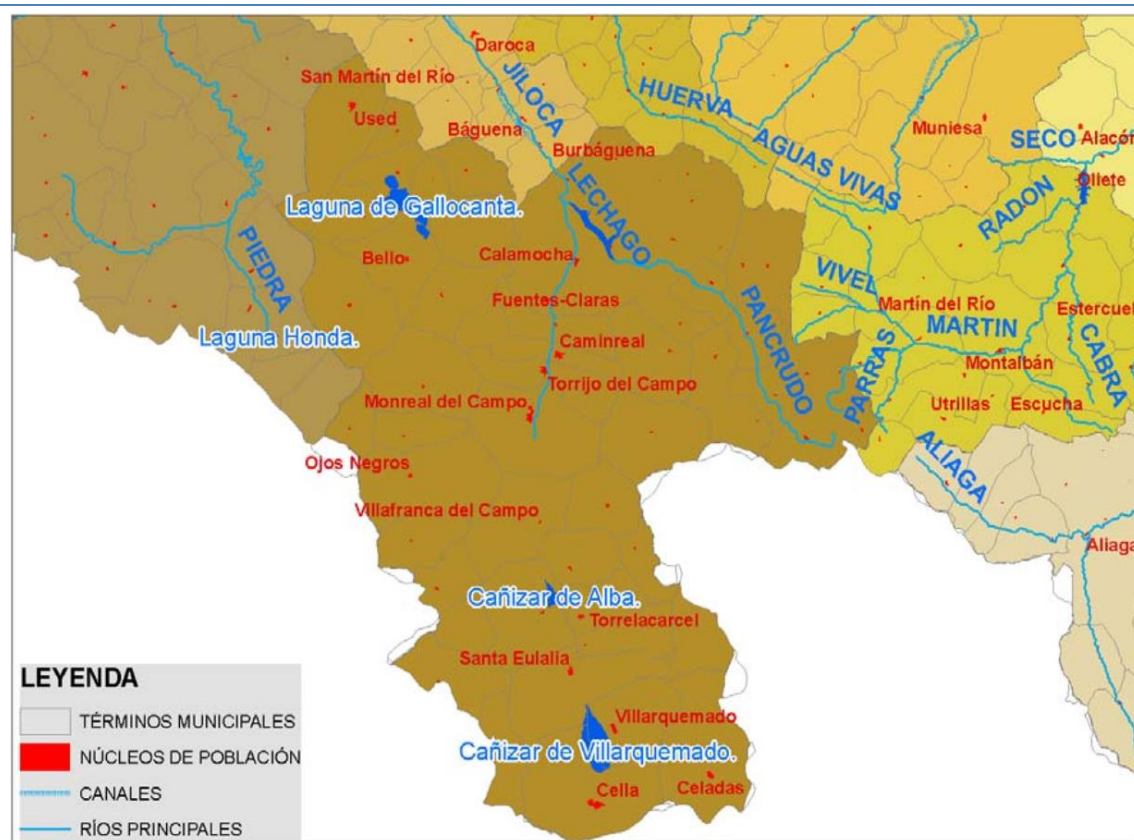 Daroca
San Martín del Río
JILOCA
HUERVA
Used
Báguena
Muniesa
SECO
Alacón
Burbáguena
AGUAS VIVAS
LECHAGO
Oliete
Laguna de Gallocanta.
RADON
Bello
Calamocha
PIEDRA
VIVEL
Fuentes-Claras
Martín del Río
Estercuel
Laguna Honda.
Caminreal
PANCRUDO
MARTIN
PARRAS
Montalbán
CABRA
Torrijo del Campo
Monreal del Campo
Utrillas
Escucha
ALIAGA
Ojos Negros
Villafranca del Campo
Aliaga
Cañizar de Alba.
Torrelacarcel
Santa Eulalia
Villarquemado
Cañizar de Villarquemado.
Celadas
Cella
LEYENDA
TÉRMINOS MUNICIPALES
NÚCLEOS DE POBLACIÓN
CANALES
RÍOS PRINCIPALES